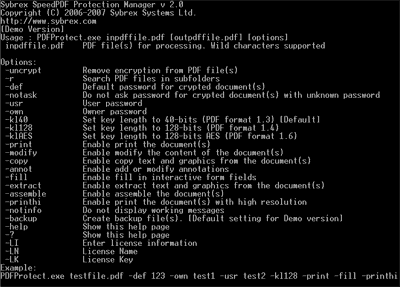 Sybrex SpeedPDF Protection Manager v 2.0
Copyright (C) 2006-2007 Sybrex Systems Ltd.
http://www.sybrex.com
[Demo Version]
Usage : PDFProtect.exe inpdffile.pdf [outpdffile.pdf] [options]
inpdffile.pdf PDF file(s) for processing. Wild characters supported
Options:
-uncrypt Remove encryption from PDF file(s)
-r Search PDF files in subfolders
-def Default password for crypted document(s)
-notask Do not ask password for crypted document(s) with unknown password
-usr User password
-own Owner password
-kl40 Set key length to 40-bits (PDF format 1.3) [Default]
-kl128 Set key length to 128-bits (PDF format 1.4)
-klAES Set key length to 128-bits AES (PDF format 1.6)
-print Enable print the document(s)
-modify Enable modify the content of the document(s)
-copy Enable copy text and graphics from the document(s)
-annot Enable add or modify annotations
-fill Enable fill in interactive form fields
-extract Enable extract text and graphics from the document(s)
-assemble Enable assemble the document(s)
-printhi Enable print the document(s) with high resolution
-notinfo Do not display working messages
-backup Create backup file(s). [Default setting for Demo version]
-help Show this help page
-? Show this help page
-LI Enter license information
-LN License Name
-LK License Key
Example:
PDFProtect.exe testfile.pdf -def 123 -own test1 -usr test2 -kl128 -print -fill -printhi